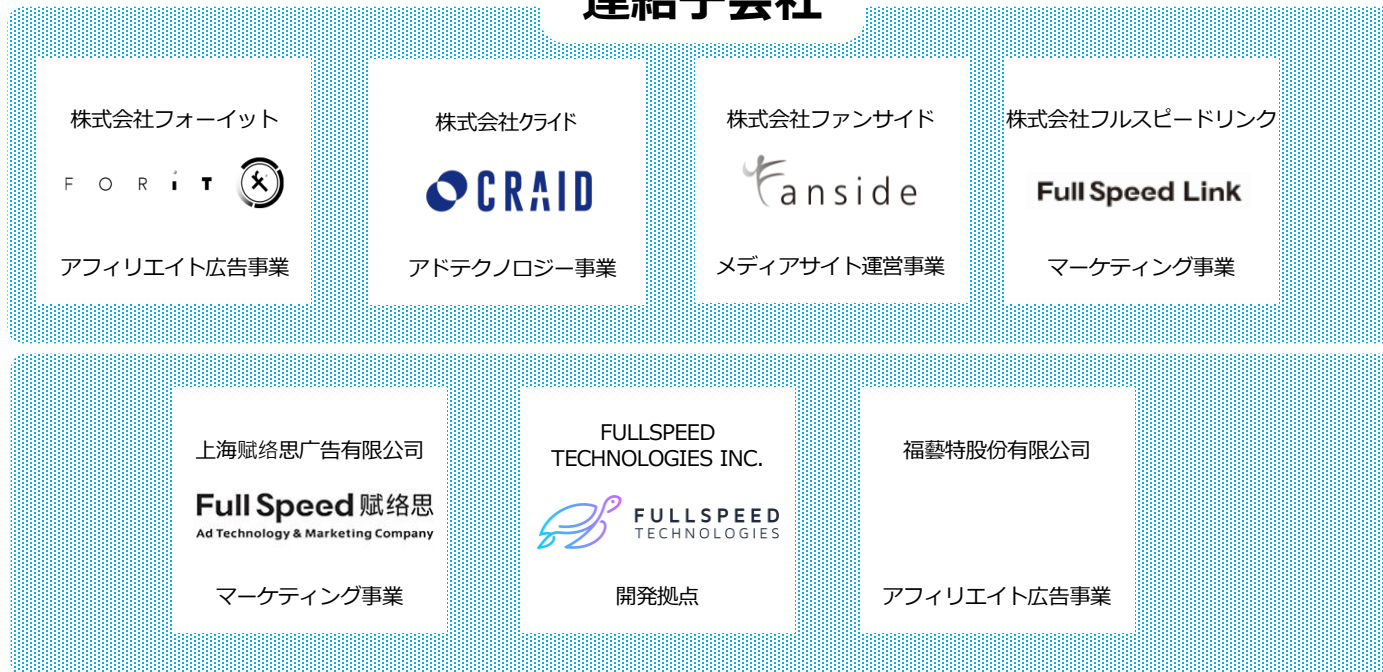 連結子会社
株式会社フォーイット
FORiT
アフィリエイト広告事業
株式会社クライド
CRAID
アドテクノロジー事業
株式会社ファンサイド
Fanside
メディアサイト運営事業
株式会社フルスピードリンク
Full Speed Link
マーケティング事業
上海赋络思广告有限公司
Full Speed 赋络思
Ad Technology & Marketing Company
マーケティング事業
FULLSPEED
TECHNOLOGIES INC.
FULLSPEED
TECHNOLOGIES
開発拠点
福藝特股份有限公司
アフィリエイト広告事業